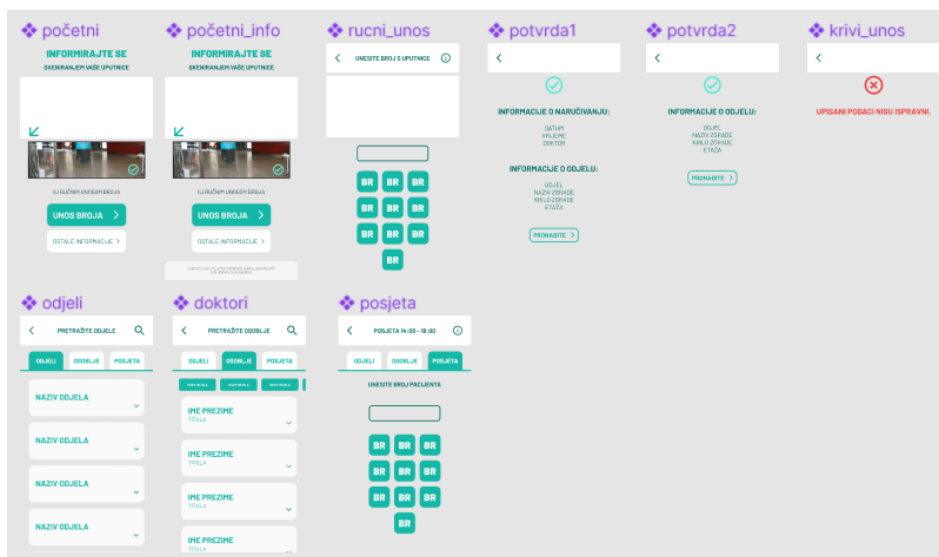 početni
INFORMIRAJTE SE
SKENIRANJEM VAŠE UPUTNICE
ILI RUČNIM UNOSOM BROJA
UNOS BROJA
OSTALE INFORMACIJE
početni_info
INFORMIRAJTE SE
SKENIRANJEM VAŠE UPUTNICE
ILI RUČNIM UNOSOM BROJA
UNOS BROJA
OSTALE INFORMACIJE
rucni_unos
UNESITE BROJ S UPUTNICE
BR BR BR
BR BR BR
BR BR BR
BR
potvrda1
INFORMACIJE O NARUČIVANJU:
DATUM
VRIJEME
DOKTOR
INFORMACIJE O ODJELU:
ODJEL
NAZIV ZGRADE
KRILO ZGRADE
ETAŽA
PRONAĐITE
potvrda2
INFORMACIJE O ODJELU:
ODJEL
NAZIV ZGRADE
KRILO ZGRADE
ETAŽA
PRONAĐITE
krivi_unos
UPISANI PODACI NISU ISPRAVNI.
odjeli
PRETRAŽITE ODJELE
ODJELI OSOBLJE POSJETA
NAZIV ODJELA
NAZIV ODJELA
NAZIV ODJELA
NAZIV ODJELA
doktori
PRETRAŽITE OSOBLJE
ODJELI OSOBLJE POSJETA
IME PREZIME
TITULA
IME PREZIME
TITULA
IME PREZIME
TITULA
IME PREZIME
TITULA
posjeta
POSJETA 14:00 - 18:00
ODJELI OSOBLJE POSJETA
UNESITE BROJ PACIJENTA
BR BR BR
BR BR BR
BR BR BR
BR